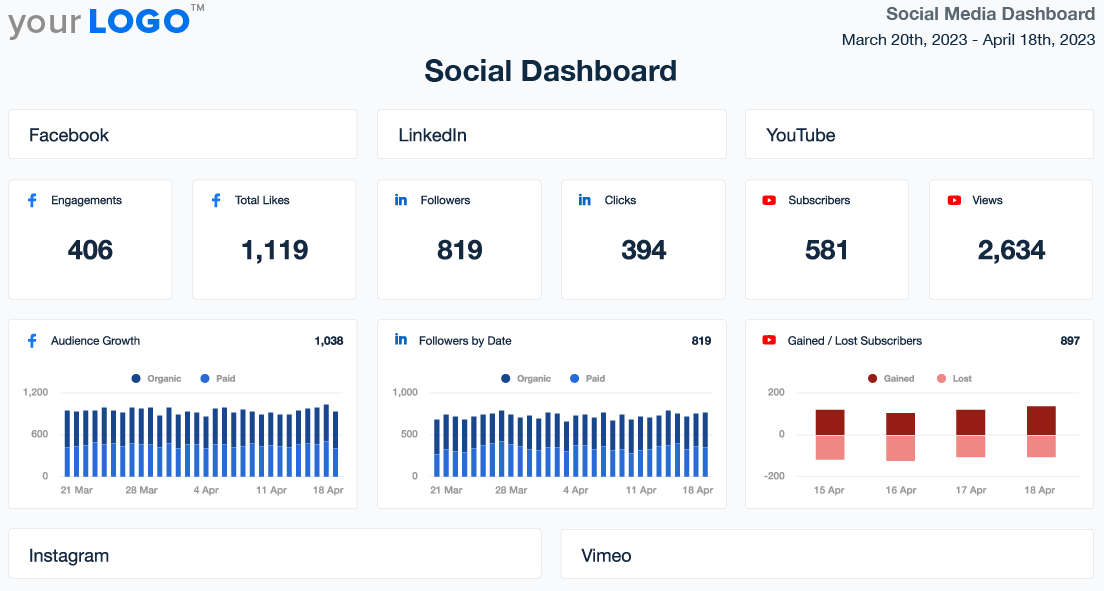 your LOGO™
Social Media Dashboard
March 20th, 2023 - April 18th, 2023
Social Dashboard
Facebook
LinkedIn
YouTube
Engagements
406
Total Likes
1,119
Followers
819
Clicks
394
Subscribers
581
Views
2,634
Audience Growth 1,038
Organic Paid
1,200
600
0
21 Mar 28 Mar 4 Apr 11 Apr 18 Apr
Followers by Date 819
Organic Paid
1,000
500
0
21 Mar 28 Mar 4 Apr 11 Apr 18 Apr
Gained / Lost Subscribers 897
Gained Lost
200
0
-200
15 Apr 16 Apr 17 Apr 18 Apr
Instagram
Vimeo